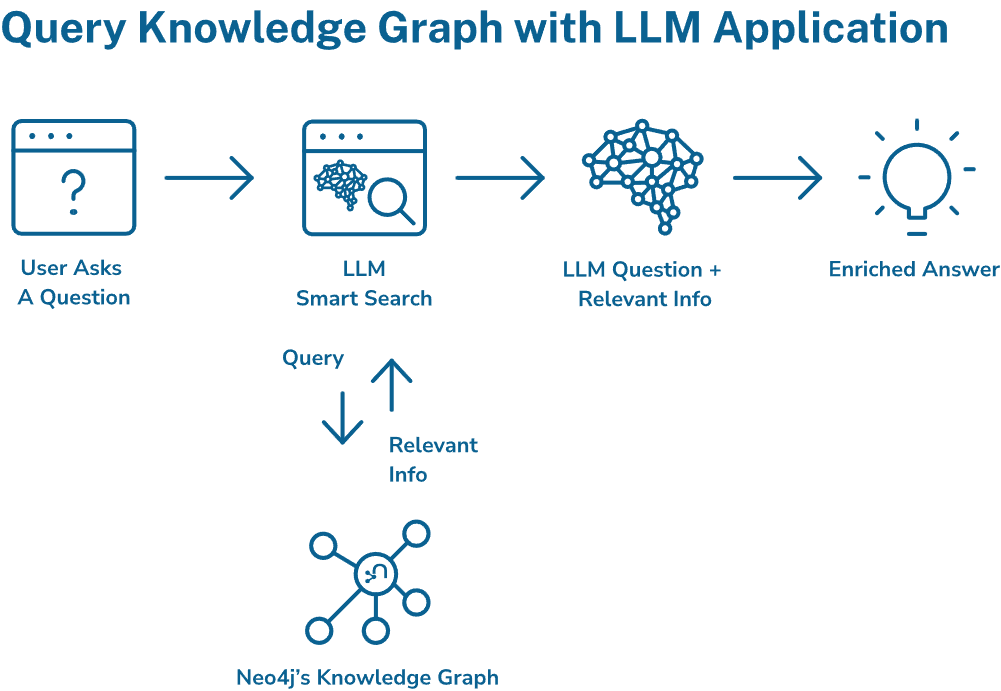 Query Knowledge Graph with LLM Application
?
User Asks
A Question
LLM
Smart Search
LLM Question +
Relevant Info
Enriched Answer
Query
Relevant
Info
Neo4j’s Knowledge Graph